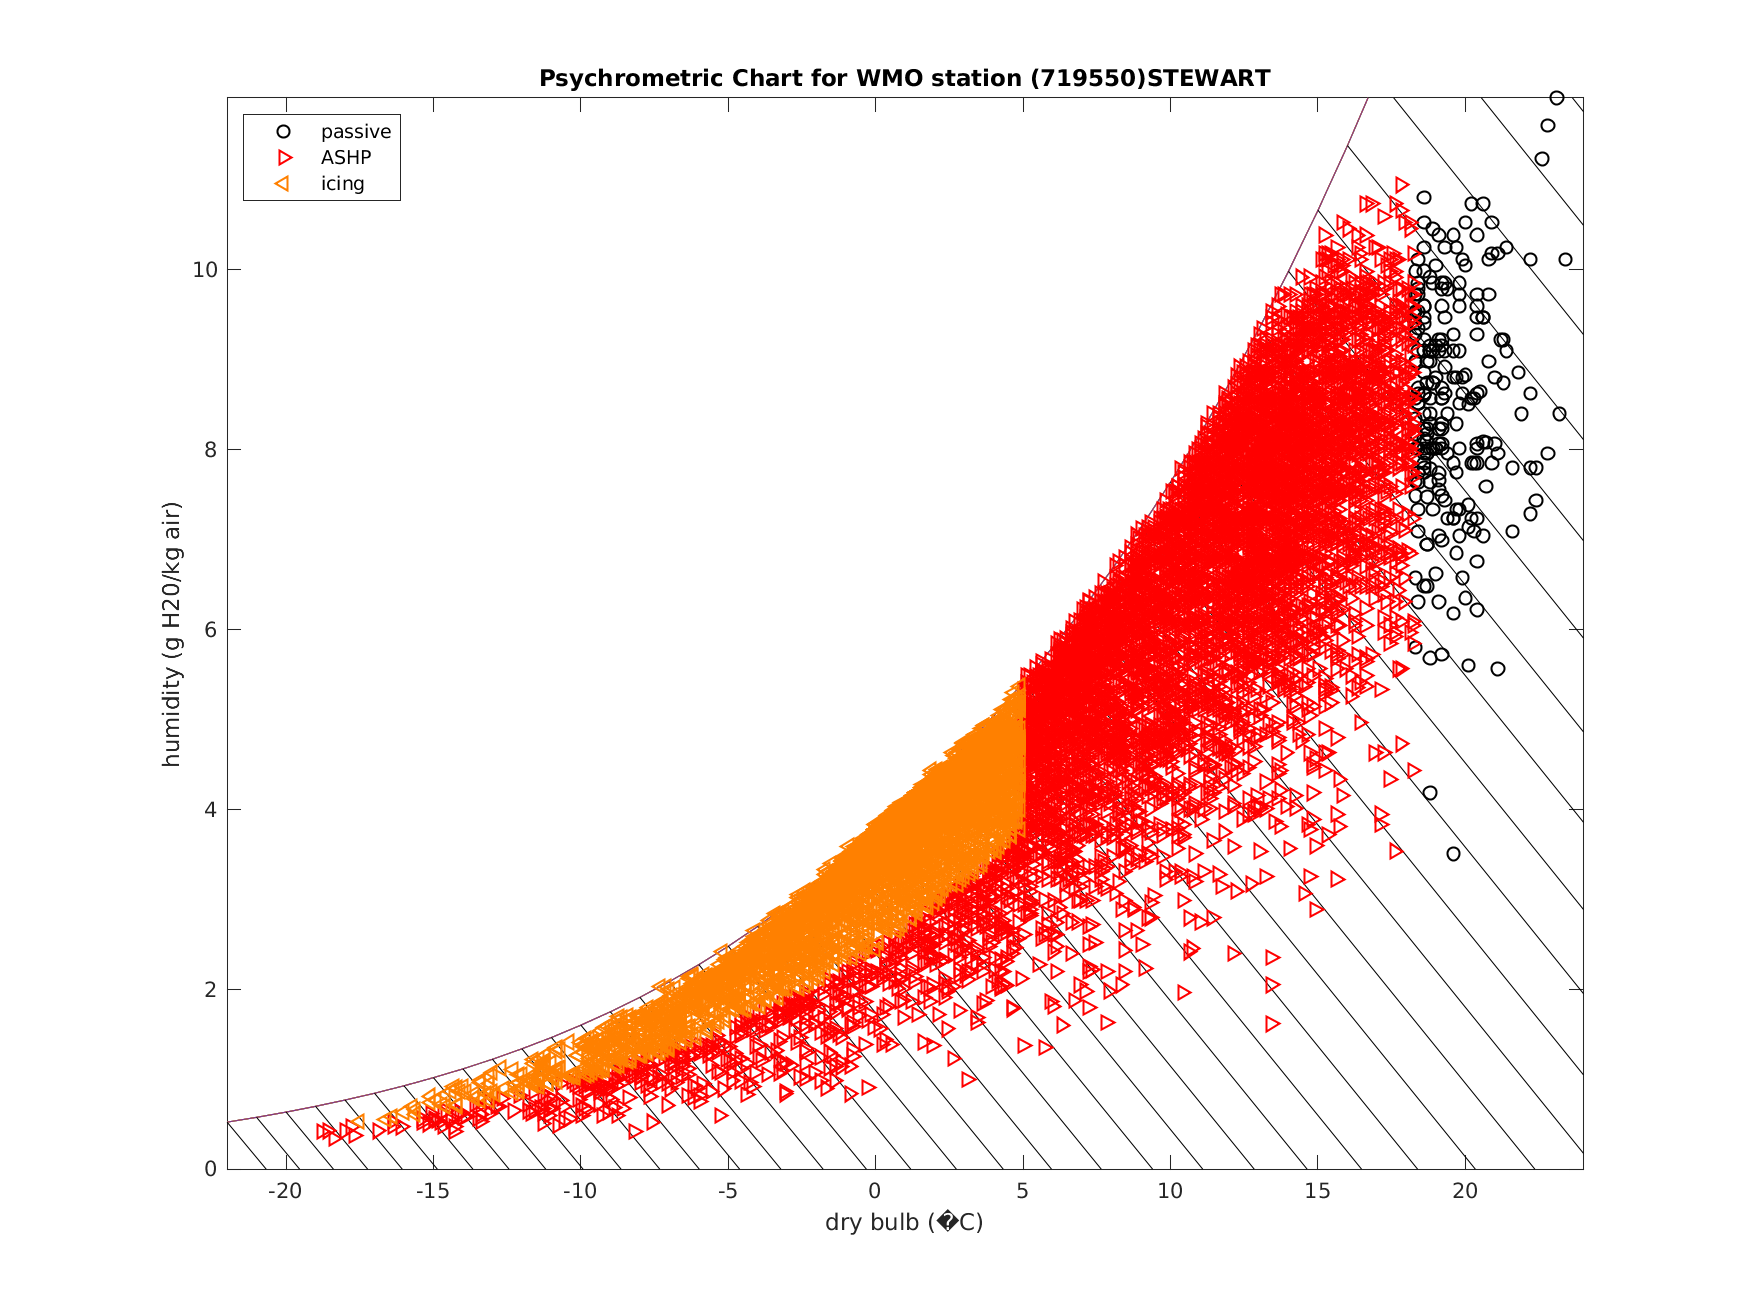 Psychrometric Chart for WMO station (719550)STEWART
passive
ASHP
icing
humidity (g H20/kg air)
10
8
6
4
2
0
-20 -15 -10 -5 0 5 10 15 20
dry bulb (�C)